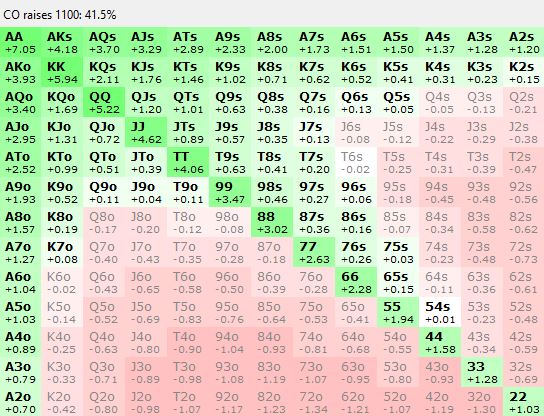 CO raises 1100: 41.5%
AA AKs AQs AJs ATs A9s A8s A7s A6s A5s A4s A3s A2s
+7.05 +4.18 +3.70 +3.29 +2.89 +2.33 +2.00 +1.73 +1.51 +1.50 +1.37 +1.28 +1.20
AKo KK KQs KJs KTs K9s K8s K7s K6s K5s K4s K3s K2s
+3.93 +5.94 +2.11 +1.76 +1.46 +1.02 +0.71 +0.62 +0.52 +0.41 +0.31 +0.23 +0.15
AQo KQo QQ QJs QTs Q9s Q8s Q7s Q6s Q5s Q4s Q3s Q2s
+3.40 +1.69 +5.22 +1.20 +1.01 +0.63 +0.38 +0.16 +0.13 +0.05 -0.05 -0.13 -0.21
AJo KJo QJo JJ JTs J9s J8s J7s J6s J5s J4s J3s J2s
+2.95 +1.31 +0.72 +4.62 +0.89 +0.57 +0.35 +0.13 -0.08 -0.12 -0.22 -0.29 -0.38
ATo KTo QTo JTo TT T9s T8s T7s T6s T5s T4s T3s T2s
+2.52 +0.99 +0.51 +0.39 +4.06 +0.63 +0.41 +0.20 -0.02 -0.25 -0.31 -0.39 -0.47
A9o K9o Q9o J9o T9o 99 98s 97s 96s 95s 94s 93s 92s
+1.93 +0.52 +0.11 +0.04 +0.11 +3.47 +0.46 +0.27 +0.06 -0.18 -0.45 -0.48 -0.56
A8o K8o Q8o J8o T8o 98o 88 87s 86s 85s 84s 83s 82s
+1.57 +0.19 -0.17 -0.20 -0.12 -0.08 +3.02 +0.36 +0.16 -0.07 -0.34 -0.58 -0.62
A7o K7o Q7o J7o T7o 97o 87o 77 76s 75s 74s 73s 72s
+1.27 +0.08 -0.40 -0.43 -0.35 -0.28 -0.18 +2.63 +0.26 +0.03 -0.23 -0.48 -0.73
A6o K6o Q6o J6o T6o 96o 86o 76o 66 65s 64s 63s 62s
+1.04 -0.02 -0.43 -0.65 -0.58 -0.50 -0.39 -0.28 +2.28 +0.15 -0.11 -0.36 -0.61
A5o K5o Q5o J5o T5o 95o 85o 75o 65o 55 54s 53s 52s
+1.03 -0.14 -0.52 -0.69 -0.83 -0.76 -0.64 -0.53 -0.41 +1.94 +0.01 -0.23 -0.48
A4o K4o Q4o J4o T4o 94o 84o 74o 64o 54o 44 43s 42s
+0.89 -0.25 -0.63 -0.80 -0.90 -1.04 -0.93 -0.81 -0.68 -0.55 +1.58 -0.34 -0.59
A3o K3o Q3o J3o T3o 93o 83o 73o 63o 53o 43o 33 32s
+0.79 -0.33 -0.71 -0.89 -0.98 -1.08 -1.19 -1.07 -0.95 -0.80 -0.93 +1.28 -0.69
A2o K2o Q2o J2o T2o 92o 82o 72o 62o 52o 42o 32o 22
+0.70 -0.42 -0.80 -0.98 -1.07 -1.17 -1.23 -1.34 -1.21 -1.07 -1.19 -1.32 +1.03